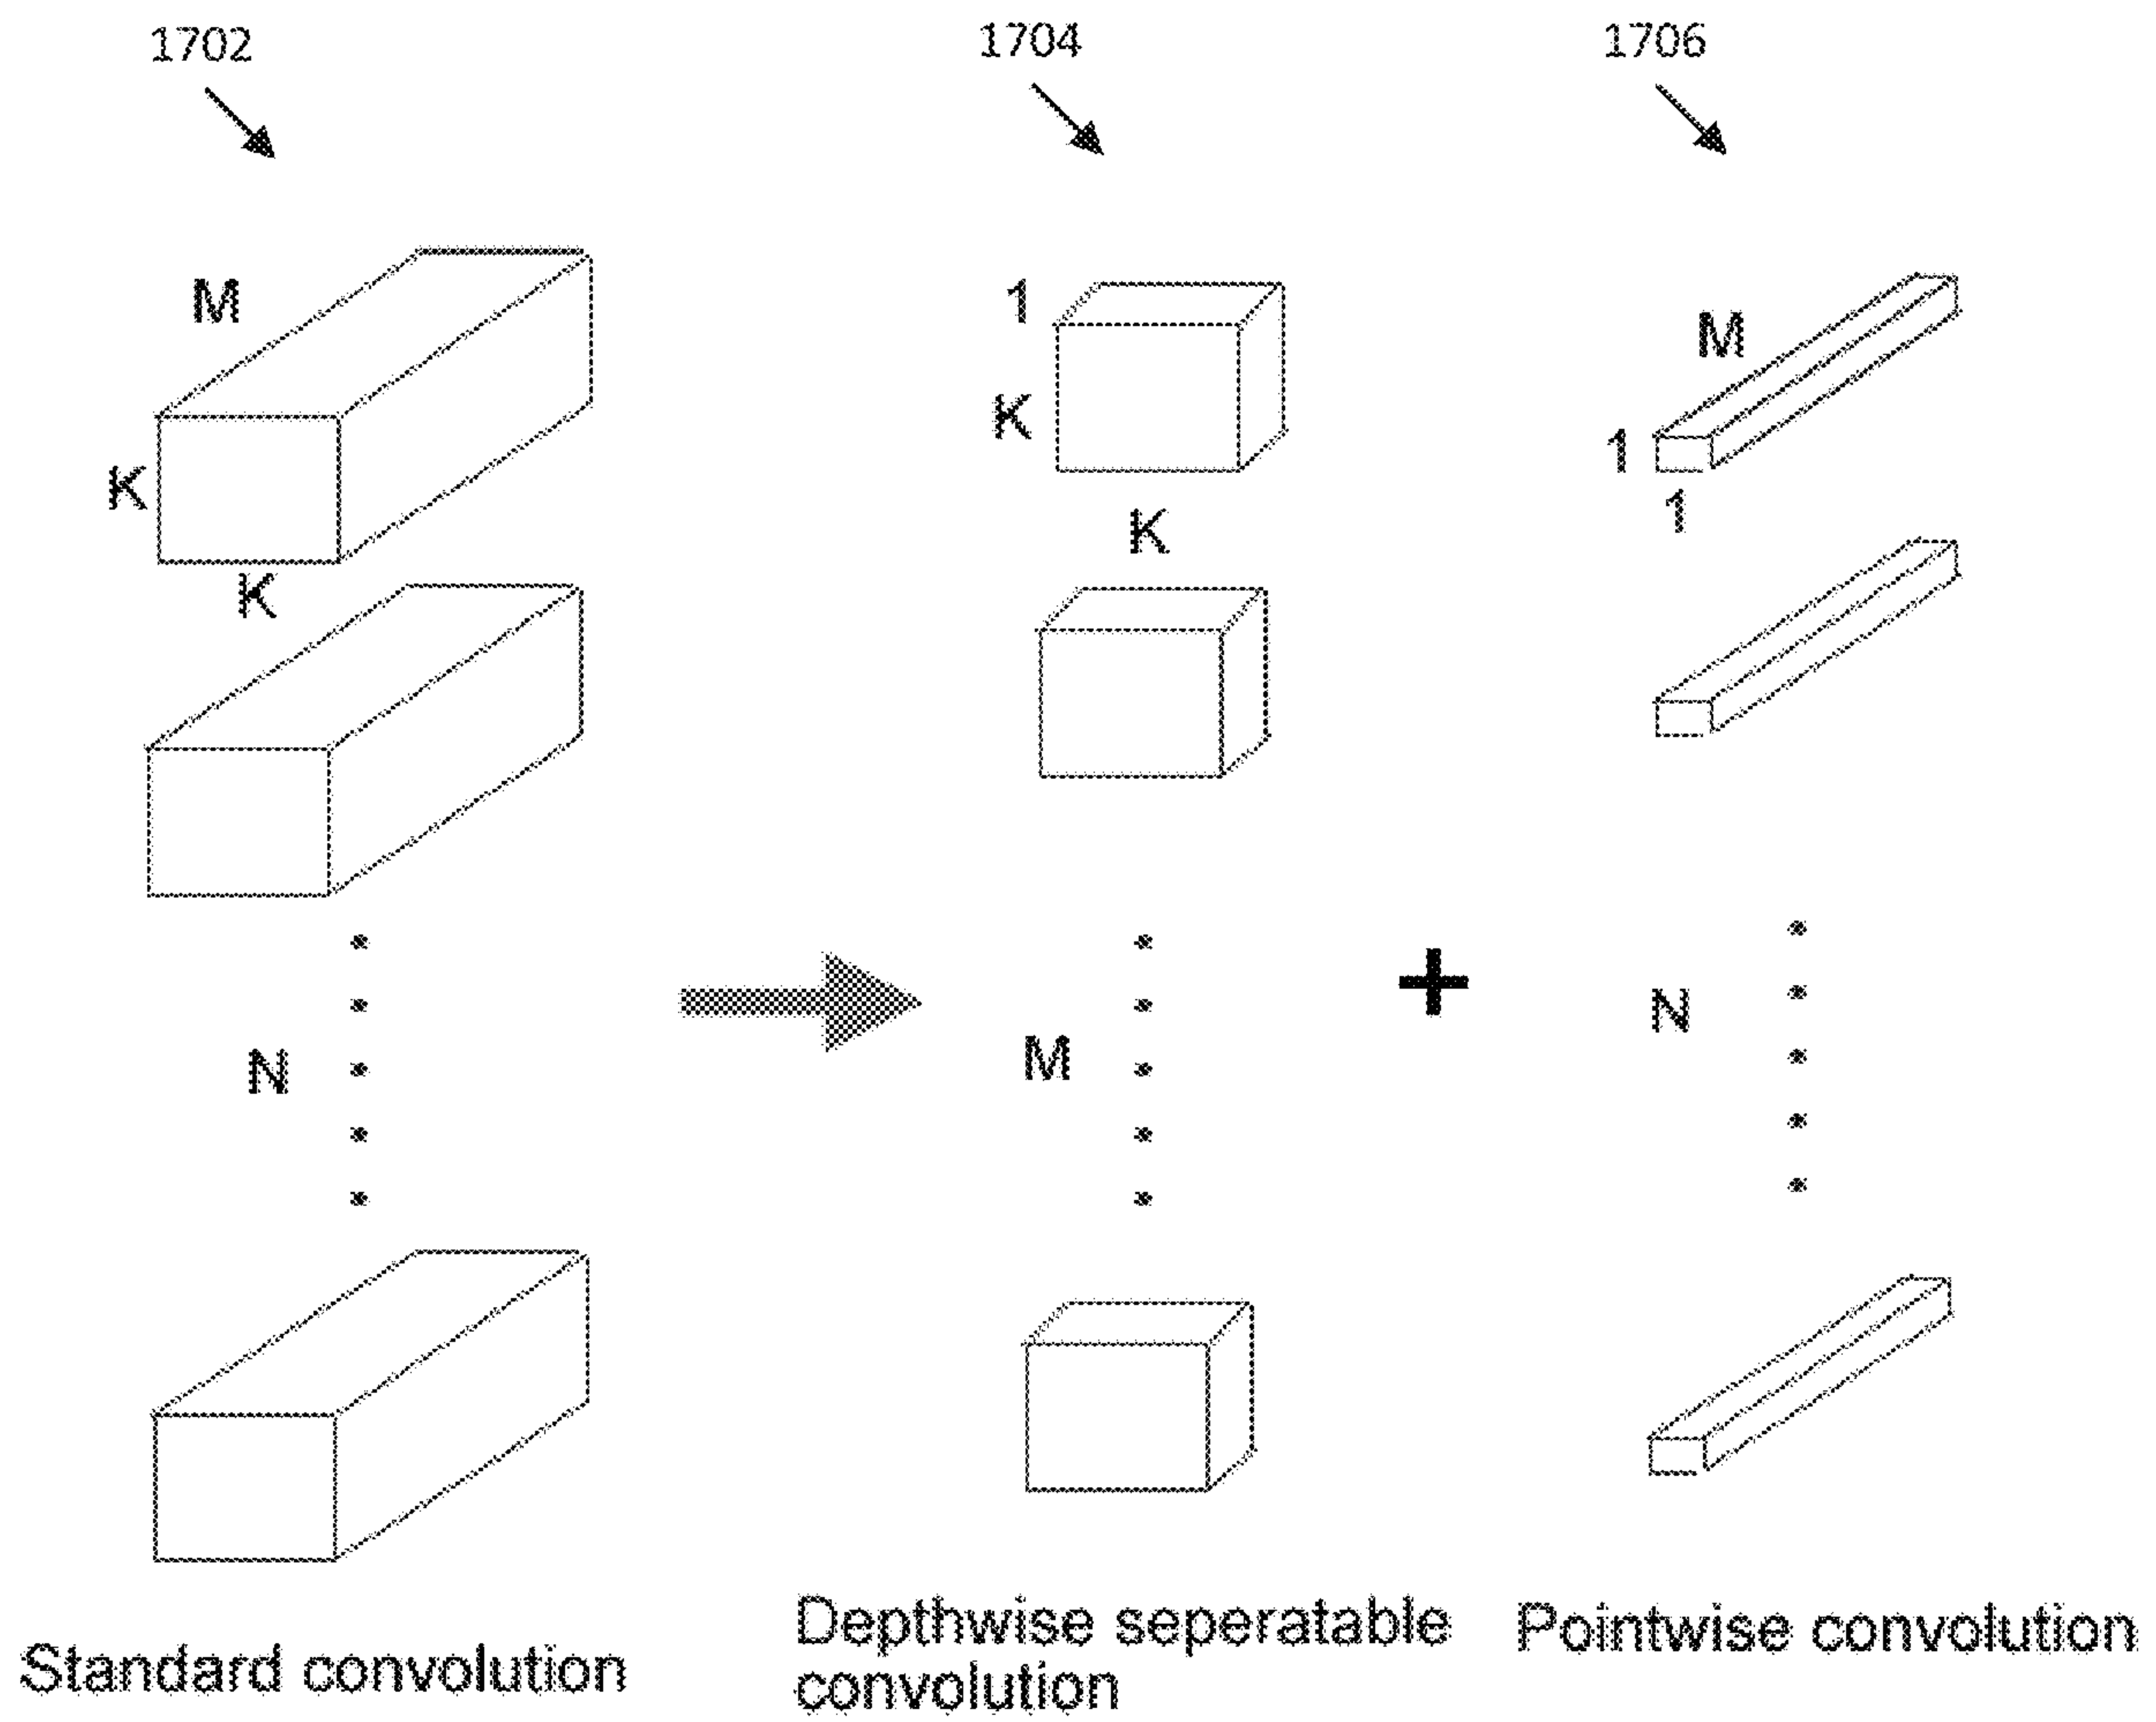 1702
1704
1706
M
K
K
1
K
K
M
1
1
N
M
+
N
Standard convolution
Depthwise seperatable
convolution
Pointwise convolution